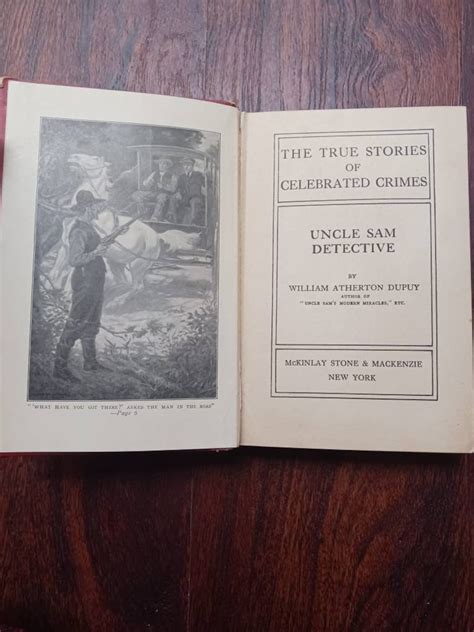 "'WHAT HAVE YOU GOT THERE?' ASKED THE MAN IN THE ROAD"
—Page 5
THE TRUE STORIES
OF
CELEBRATED CRIMES
UNCLE SAM
DETECTIVE
BY
WILLIAM ATHERTON DUPUY
AUTHOR OF
"UNCLE SAM'S MODERN MIRACLES," ETC.
McKINLAY STONE & MACKENZIE
NEW YORK